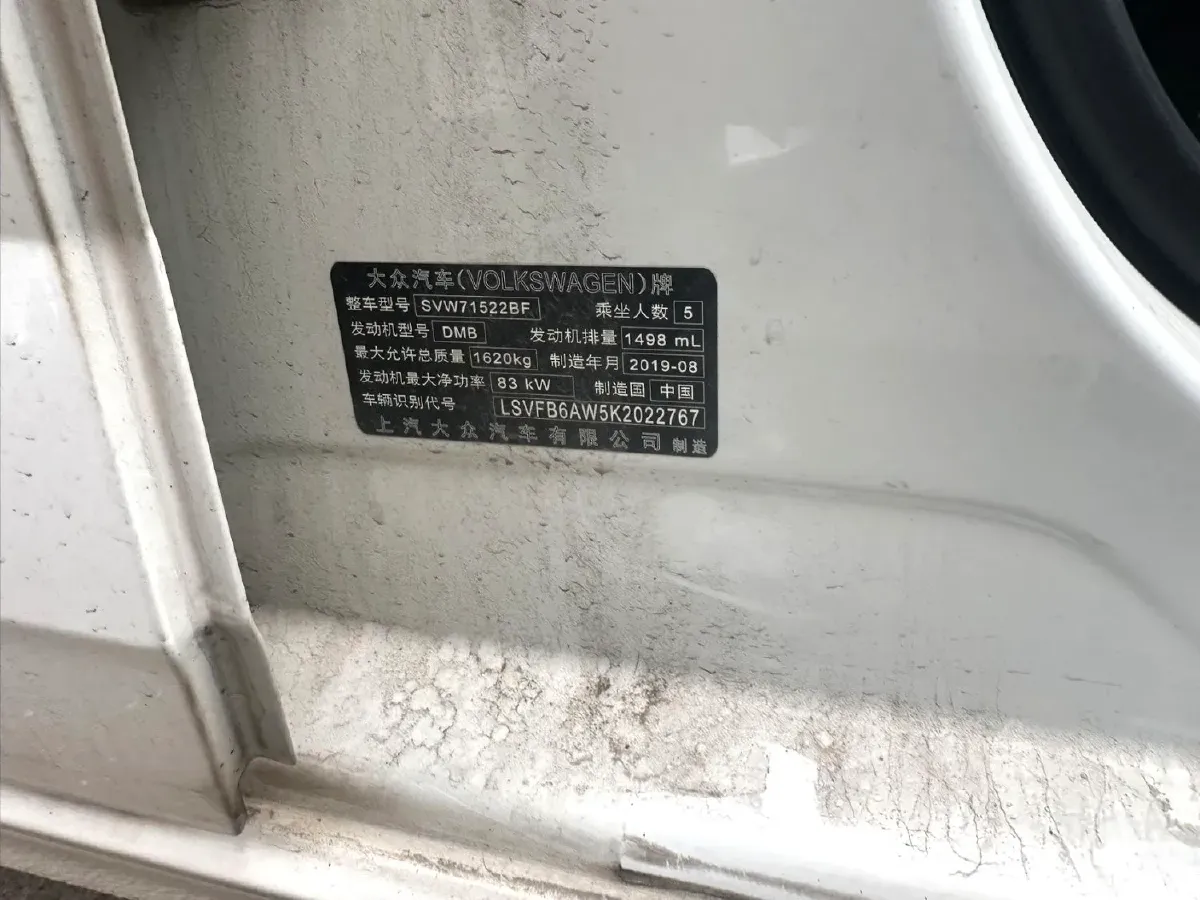 大众汽车(VOLKSWAGEN)牌
整车型号 SVW71522BF 乘坐人数 5
发动机型号 DMB 发动机排量 1498 mL
最大允许总质量 1620kg 制造年月 2019-08
发动机最大净功率 83 kW 制造国 中国
车辆识别代号 LSVFB6AW5K2022767
上汽大众汽车有限公司 制造